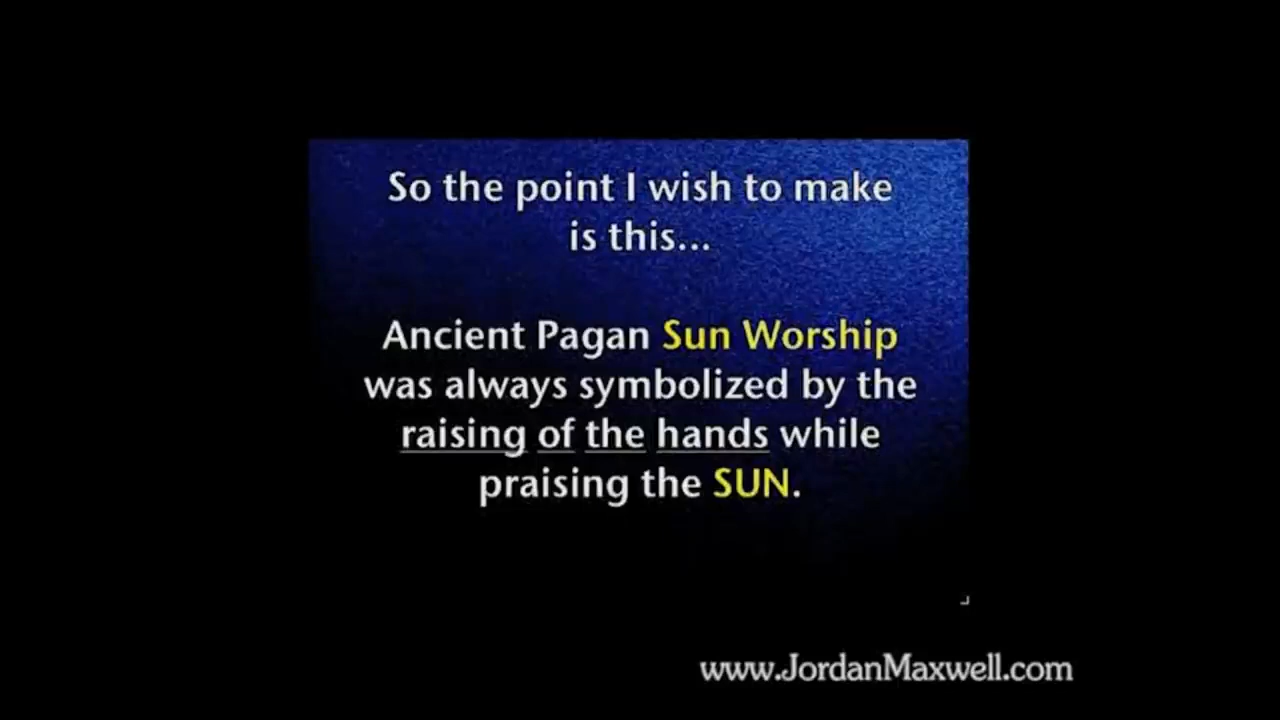 So the point I wish to make
is this...
Ancient Pagan Sun Worship
was always symbolized by the
raising of the hands while
praising the SUN.
www.JordanMaxwell.com